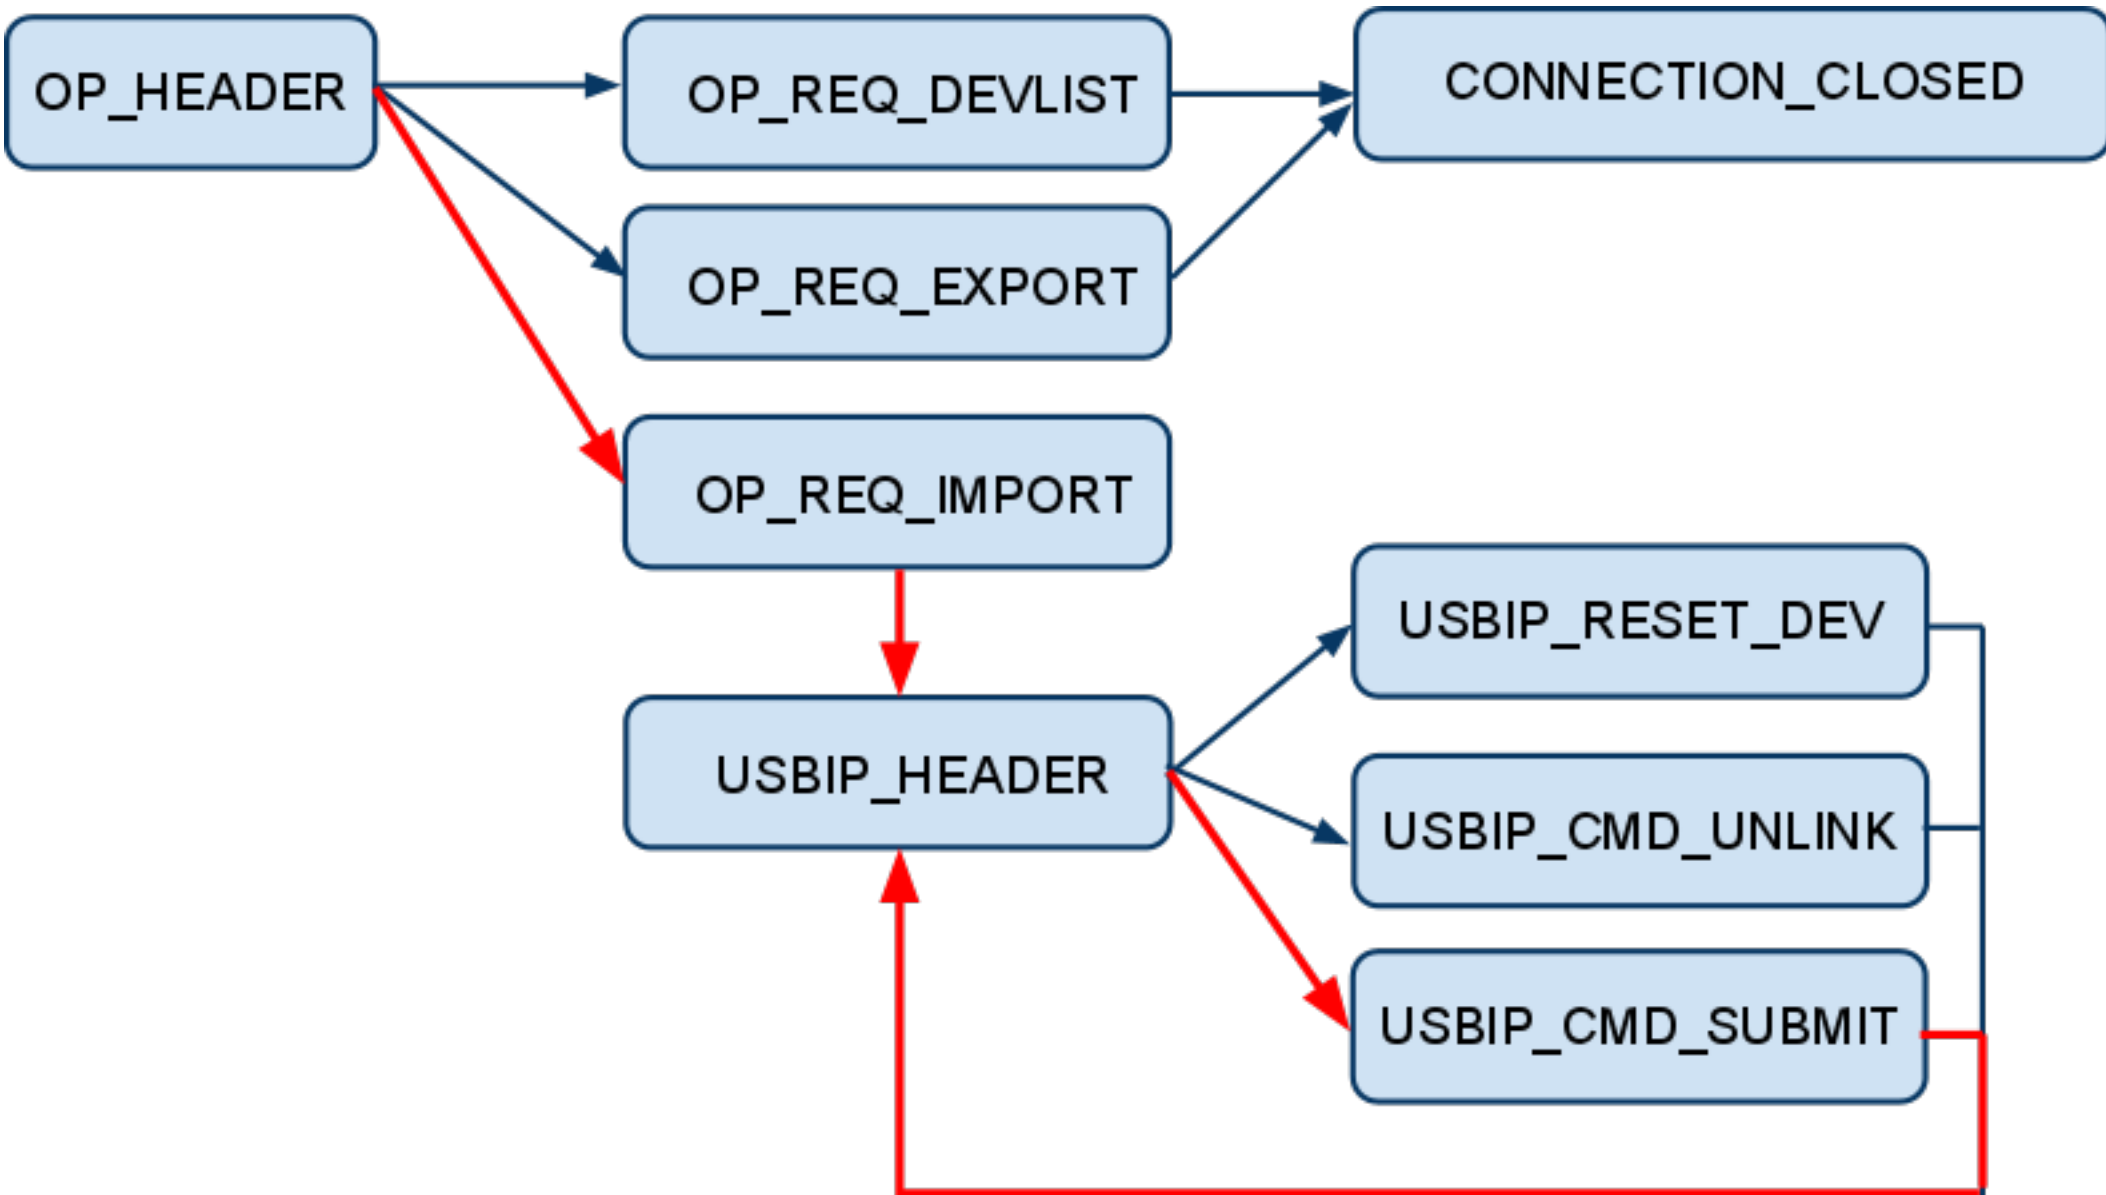 OP_HEADER
OP_REQ_DEVLIST
CONNECTION_CLOSED
OP_REQ_EXPORT
OP_REQ_IMPORT
USBIP_RESET_DEV
USBIP_HEADER
USBIP_CMD_UNLINK
USBIP_CMD_SUBMIT